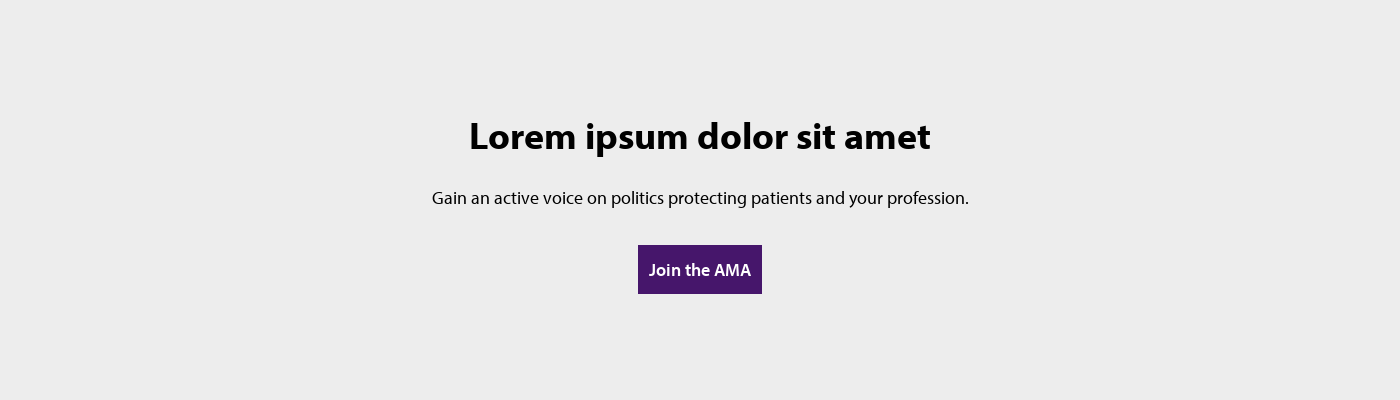 Lorem ipsum dolor sit amet
Gain an active voice on politics protecting patients and your profession.
Join the AMA